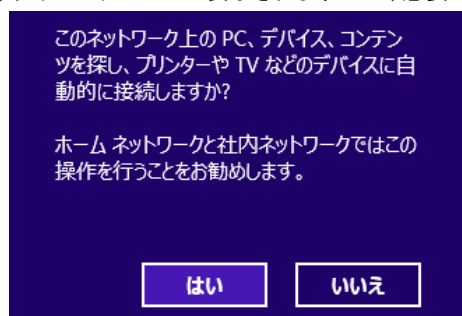 このネットワーク上の PC、デバイス、コンテン
ツを探し、プリンターや TV などのデバイスに自
動的に接続しますか?
ホーム ネットワークと社内ネットワークではこの
操作を行うことをお勧めします。
はい
いいえ